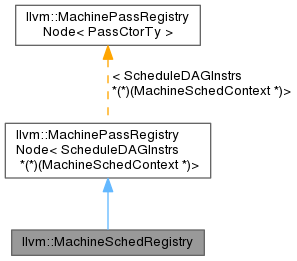 llvm::MachinePassRegistry
Node< PassCtorTy >
< ScheduleDAGInstrs
*(*)(MachineSchedContext *)>
llvm::MachinePassRegistry
Node< ScheduleDAGInstrs
*(*)(MachineSchedContext *)>
llvm::MachineSchedRegistry